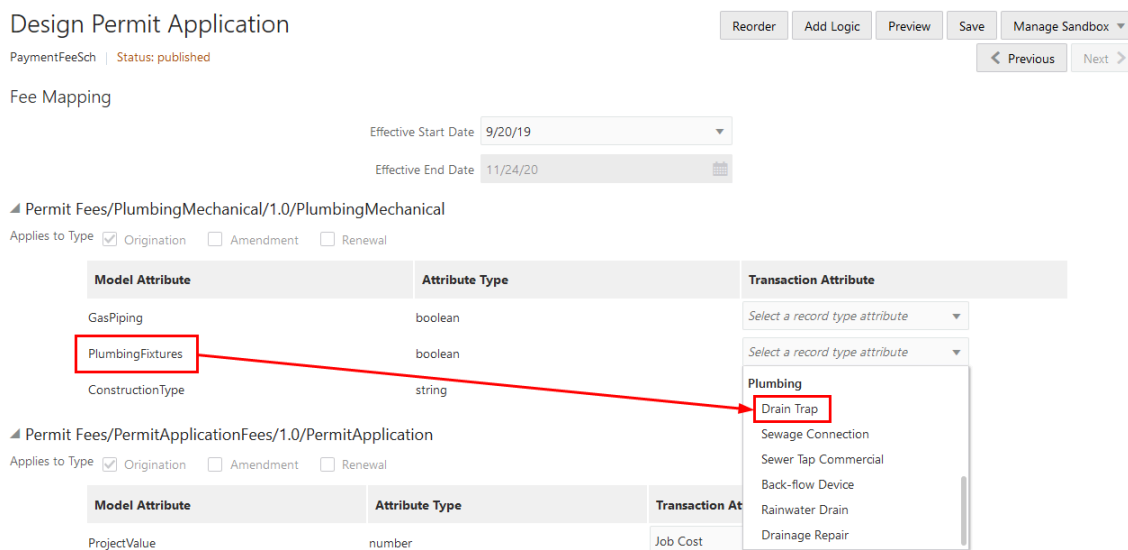 Design Permit Application
Reorder Add Logic Preview Save Manage Sandbox
PaymentFeeSch Status: published
Previous Next
Fee Mapping
Effective Start Date 9/20/19
Effective End Date 11/24/20
Permit Fees/PlumbingMechanical/1.0/PlumbingMechanical
Applies to Type Origination Amendment Renewal
Model Attribute Attribute Type Transaction Attribute
GasPiping boolean Select a record type attribute
PlumbingFixtures boolean Select a record type attribute
Plumbing
ConstructionType string
Drain Trap
Sewage Connection
Permit Fees/PermitApplicationFees/1.0/PermitApplication
Applies to Type Origination Amendment Renewal
Sewer Tap Commercial
Back-flow Device
Model Attribute Attribute Type Transaction At
Rainwater Drain
Drainage Repair
ProjectValue number Job Cost